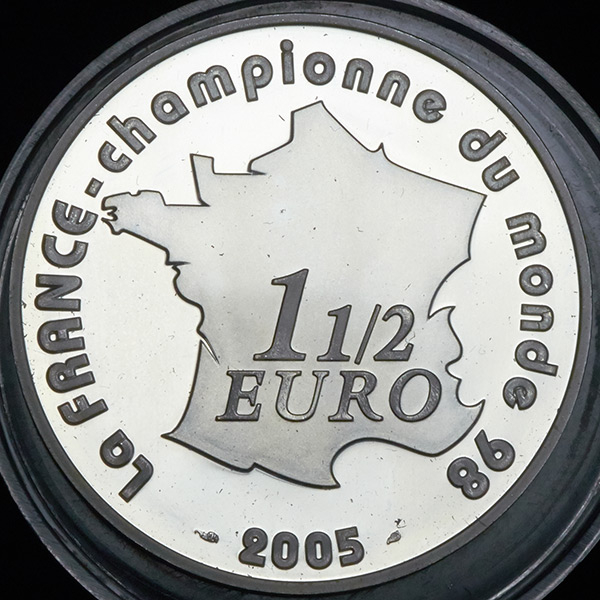 La FRANCE-championne du monde 98
1 1/2
EURO
2005